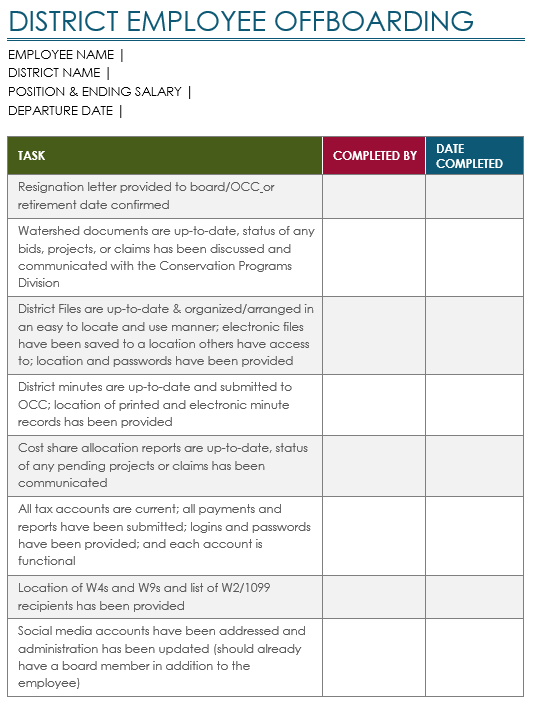 DISTRICT EMPLOYEE OFFBOARDING
EMPLOYEE NAME |
DISTRICT NAME |
POSITION & ENDING SALARY |
DEPARTURE DATE |
TASK
COMPLETED BY
DATE
COMPLETED
Resignation letter provided to board/OCC or
retirement date confirmed
Watershed documents are up-to-date, status of any
bids, projects, or claims has been discussed and
communicated with the Conservation Programs
Division
District Files are up-to-date & organized/arranged in
an easy to locate and use manner; electronic files
have been saved to a location others have access
to; location and passwords have been provided
District minutes are up-to-date and submitted to
OCC; location of printed and electronic minute
records has been provided
Cost share allocation reports are up-to-date, status
of any pending projects or claims has been
communicated
All tax accounts are current; all payments and
reports have been submitted; logins and passwords
have been provided; and each account is
functional
Location of W4s and W9s and list of W2/1099
recipients has been provided
Social media accounts have been addressed and
administration has been updated (should already
have a board member in addition to the
employee)